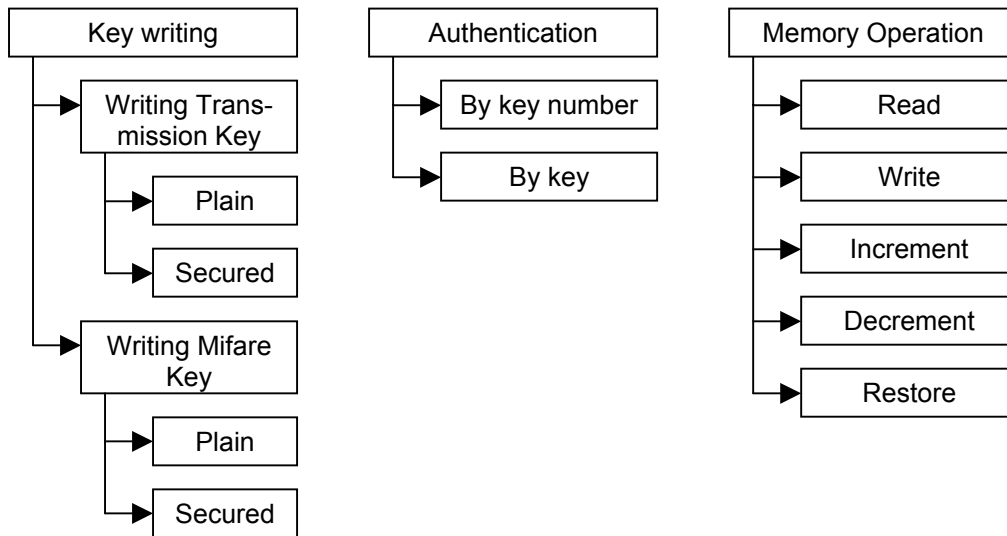 Key writing
Writing Trans-
mission Key
Plain
Secured
Writing Mifare
Key
Plain
Secured
Authentication
By key number
By key
Memory Operation
Read
Write
Increment
Decrement
Restore